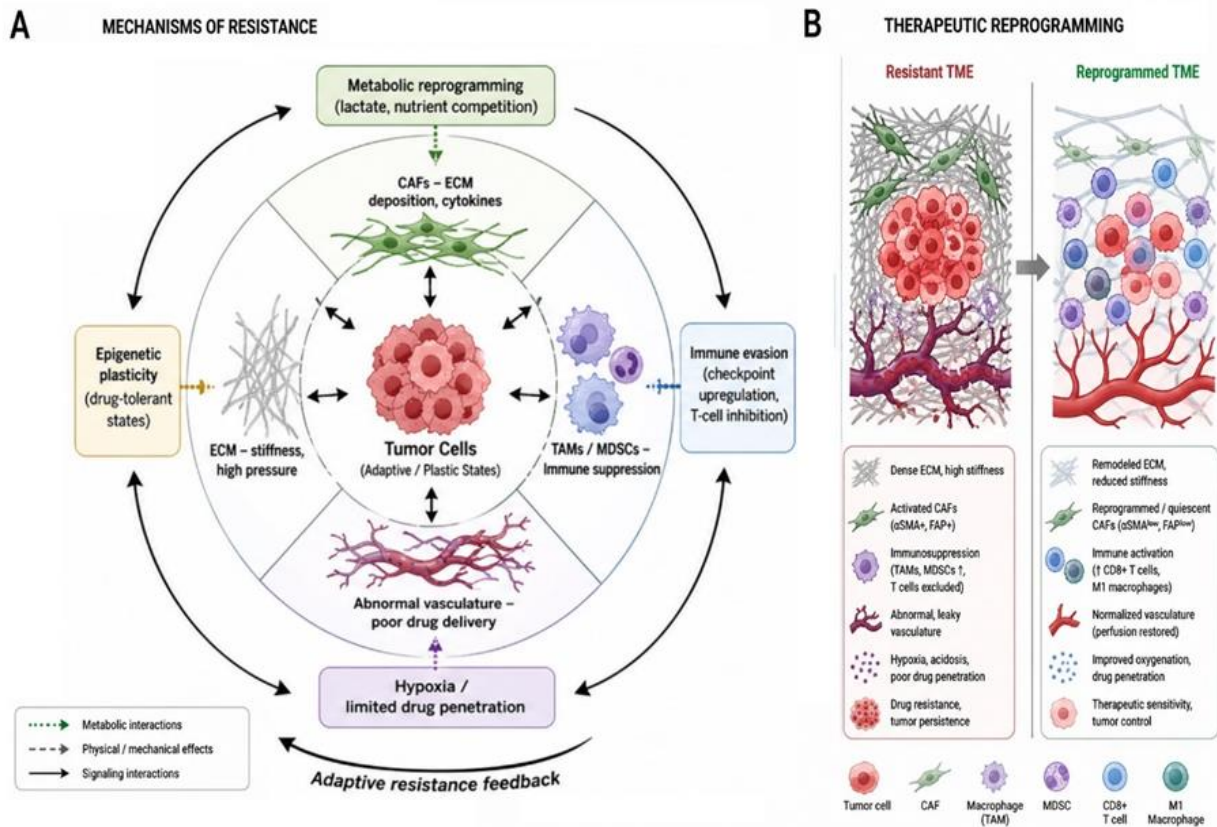 A
MECHANISMS OF RESISTANCE
Metabolic reprogramming
(lactate, nutrient competition)
CAFs – ECM
deposition, cytokines
Epigenetic
plasticity
(drug-tolerant
states)
ECM – stiffness,
high pressure
Tumor Cells
(Adaptive / Plastic States)
TAMs / MDSCs –
Immune suppression
Immune evasion
(checkpoint
upregulation,
T-cell inhibition)
Abnormal vasculature –
poor drug delivery
Hypoxia /
limited drug penetration
Adaptive resistance feedback
Metabolic interactions
Physical / mechanical effects
Signaling interactions
B
THERAPEUTIC REPROGRAMMING
Resistant TME
Reprogrammed TME
Dense ECM, high stiffness
Activated CAFs
(αSMA+, FAP+)
Immunosuppression
(TAMs, MDSCs ↑,
T cells excluded)
Abnormal, leaky
vasculature
Hypoxia, acidosis,
poor drug penetration
Drug resistance,
tumor persistence
Remodeled ECM,
reduced stiffness
Reprogrammed / quiescent
CAFs (αSMAlow, FAPlow)
Immune activation
(↑ CD8+ T cells,
M1 macrophages)
Normalized vasculature
(perfusion restored)
Improved oxygenation,
drug penetration
Therapeutic sensitivity,
tumor control
Tumor cell
CAF
Macrophage
(TAM)
MDSC
CD8+
T cell
M1
Macrophage